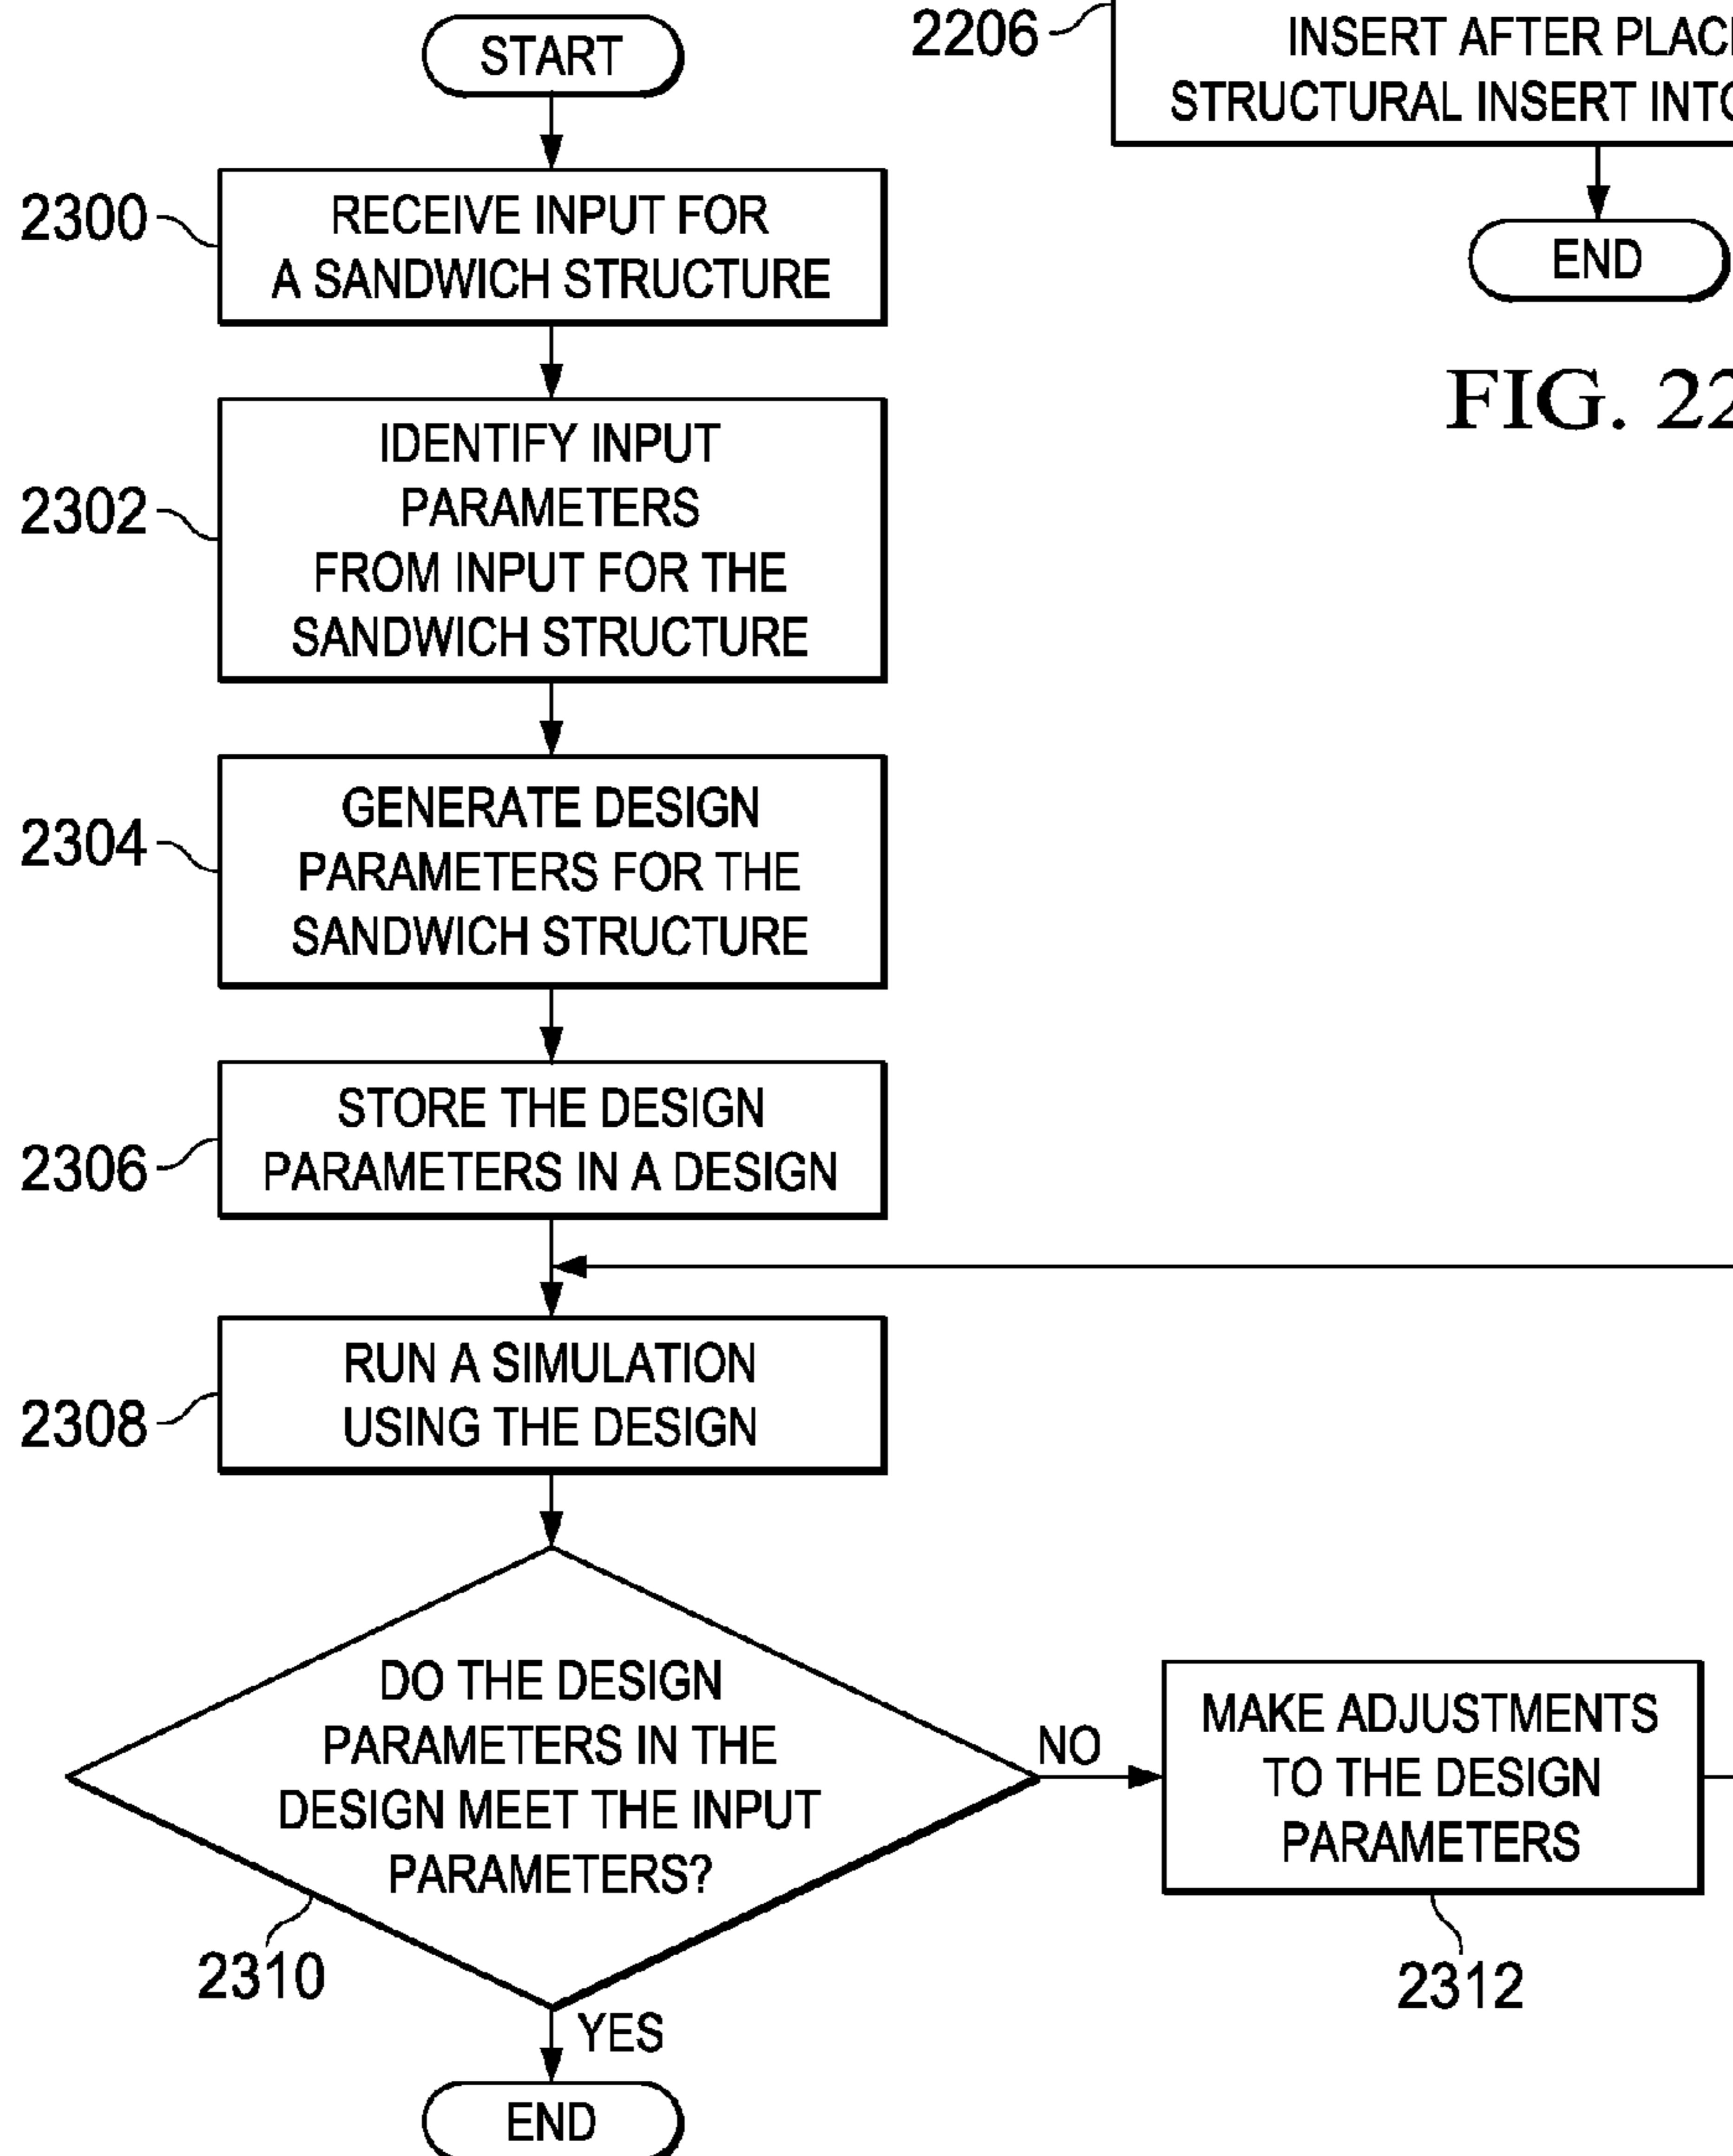 START
2300
RECEIVE INPUT FOR
A SANDWICH STRUCTURE
2302
IDENTIFY INPUT
PARAMETERS
FROM INPUT FOR THE
SANDWICH STRUCTURE
2304
GENERATE DESIGN
PARAMETERS FOR THE
SANDWICH STRUCTURE
2306
STORE THE DESIGN
PARAMETERS IN A DESIGN
2308
RUN A SIMULATION
USING THE DESIGN
DO THE DESIGN
PARAMETERS IN THE
DESIGN MEET THE INPUT
PARAMETERS?
2310
NO
MAKE ADJUSTMENTS
TO THE DESIGN
PARAMETERS
2312
YES
END
2206
INSERT AFTER
STRUCTURAL INSERT
END
FIG. 22